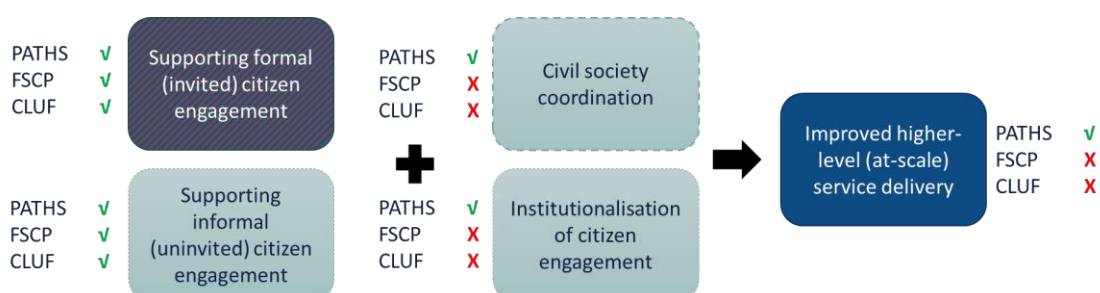 PATHS √
FSCP √
CLUF √
Supporting formal
(invited) citizen
engagement
PATHS √
FSCP X
CLUF X
Civil society
coordination
PATHS √
FSCP √
CLUF √
Supporting
informal
(uninvited) citizen
engagement
PATHS √
FSCP X
CLUF X
Institutionalisation
of citizen
engagement
Improved higher-
level (at-scale)
service delivery
PATHS √
FSCP X
CLUF X